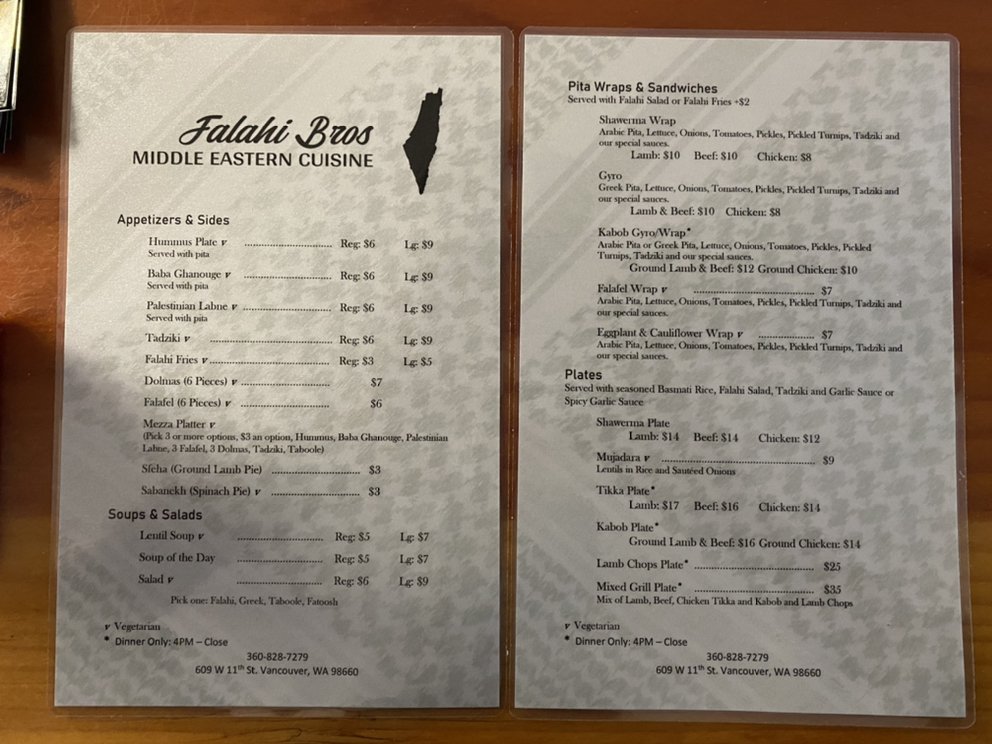 Falahi Bros
MIDDLE EASTERN CUISINE
Appetizers & Sides
Hummus Plate v ................................ Reg: $6 Lg: $9
Served with pita
Baba Ghanouge v ................................ Reg: $6 Lg: $9
Served with pita
Palestinian Labne v ................................ Reg: $6 Lg: $9
Served with pita
Tadziki v ................................ Reg: $6 Lg: $9
Falahi Fries v ................................ Reg: $3 Lg: $5
Dolmas (6 Pieces) v ................................ $7
Falafel (6 Pieces) v ................................ $6
Mezza Platter v
(Pick 3 or more options, $3 an option, Hummus, Baba Ghanouge, Palestinian
Labne, 3 Falafel, 3 Dolmas, Tadziki, Taboole)
Sfeha (Ground Lamb Pie) ................................ $3
Sabanekh (Spinach Pie) v ................................ $3
Soups & Salads
Lentil Soup v ................................ Reg: $5 Lg: $7
Soup of the Day ................................ Reg: $5 Lg: $7
Salad v ................................ Reg: $6 Lg: $9
Pick one: Falahi, Greek, Taboole, Fatoosh
v Vegetarian
* Dinner Only: 4PM – Close
360-828-7279
609 W 11th St. Vancouver, WA 98660
Pita Wraps & Sandwiches
Served with Falahi Salad or Falahi Fries +$2
Shawerma Wrap
Arabic Pita, Lettuce, Onions, Tomatoes, Pickles, Pickled Turnips, Tadziki and
our special sauces.
Lamb: $10 Beef: $10 Chicken: $8
Gyro
Greek Pita, Lettuce, Onions, Tomatoes, Pickles, Pickled Turnips, Tadziki and
our special sauces.
Lamb & Beef: $10 Chicken: $8
Kabob Gyro/Wrap*
Arabic Pita or Greek Pita, Lettuce, Onions, Tomatoes, Pickles, Pickled
Turnips, Tadziki and our special sauces.
Ground Lamb & Beef: $12 Ground Chicken: $10
Falafel Wrap v ................................ $7
Arabic Pita, Lettuce, Onions, Tomatoes, Pickles, Pickled Turnips, Tadziki and
our special sauces.
Eggplant & Cauliflower Wrap v ................ $7
Arabic Pita, Lettuce, Onions, Tomatoes, Pickles, Pickled Turnips, Tadziki and
our special sauces.
Plates
Served with seasoned Basmati Rice, Falahi Salad, Tadziki and Garlic Sauce or
Spicy Garlic Sauce
Shawerma Plate
Lamb: $14 Beef: $14 Chicken: $12
Mujadara v ................................ $9
Lentils in Rice and Sautéed Onions
Tikka Plate*
Lamb: $17 Beef: $16 Chicken: $14
Kabob Plate*
Ground Lamb & Beef: $16 Ground Chicken: $14
Lamb Chops Plate* ................................ $25
Mixed Grill Plate* ................................ $35
Mix of Lamb, Beef, Chicken Tikka and Kabob and Lamb Chops
v Vegetarian
* Dinner Only: 4PM – Close
360-828-7279
609 W 11th St. Vancouver, WA 98660